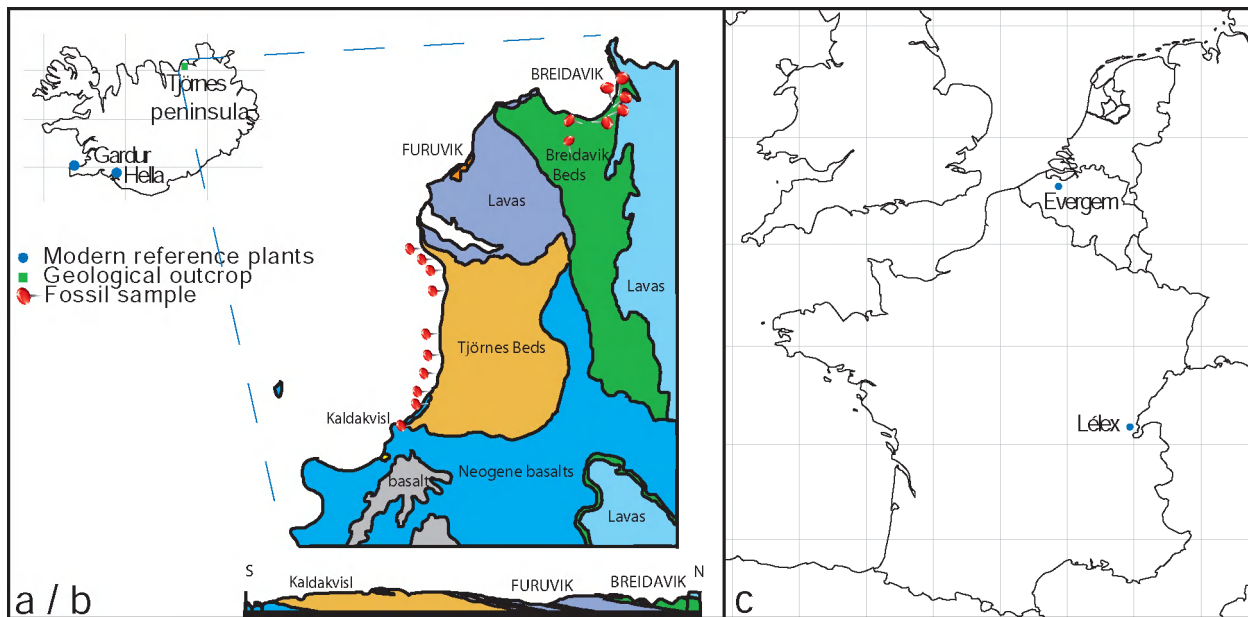 Tjörnes
peninsula
Gardur
Hella
Modern reference plants
Geological outcrop
Fossil sample
BREIDAVIK
FURUVIK
Breidavik
Beds
Lavas
Lavas
Tjörnes Beds
Kaldakvisl
Neogene basalts
basalt
Lavas
S
Kaldakvisl
FURUVIK
BREIDAVIK
N
a / b
Evergem
Lélex
c